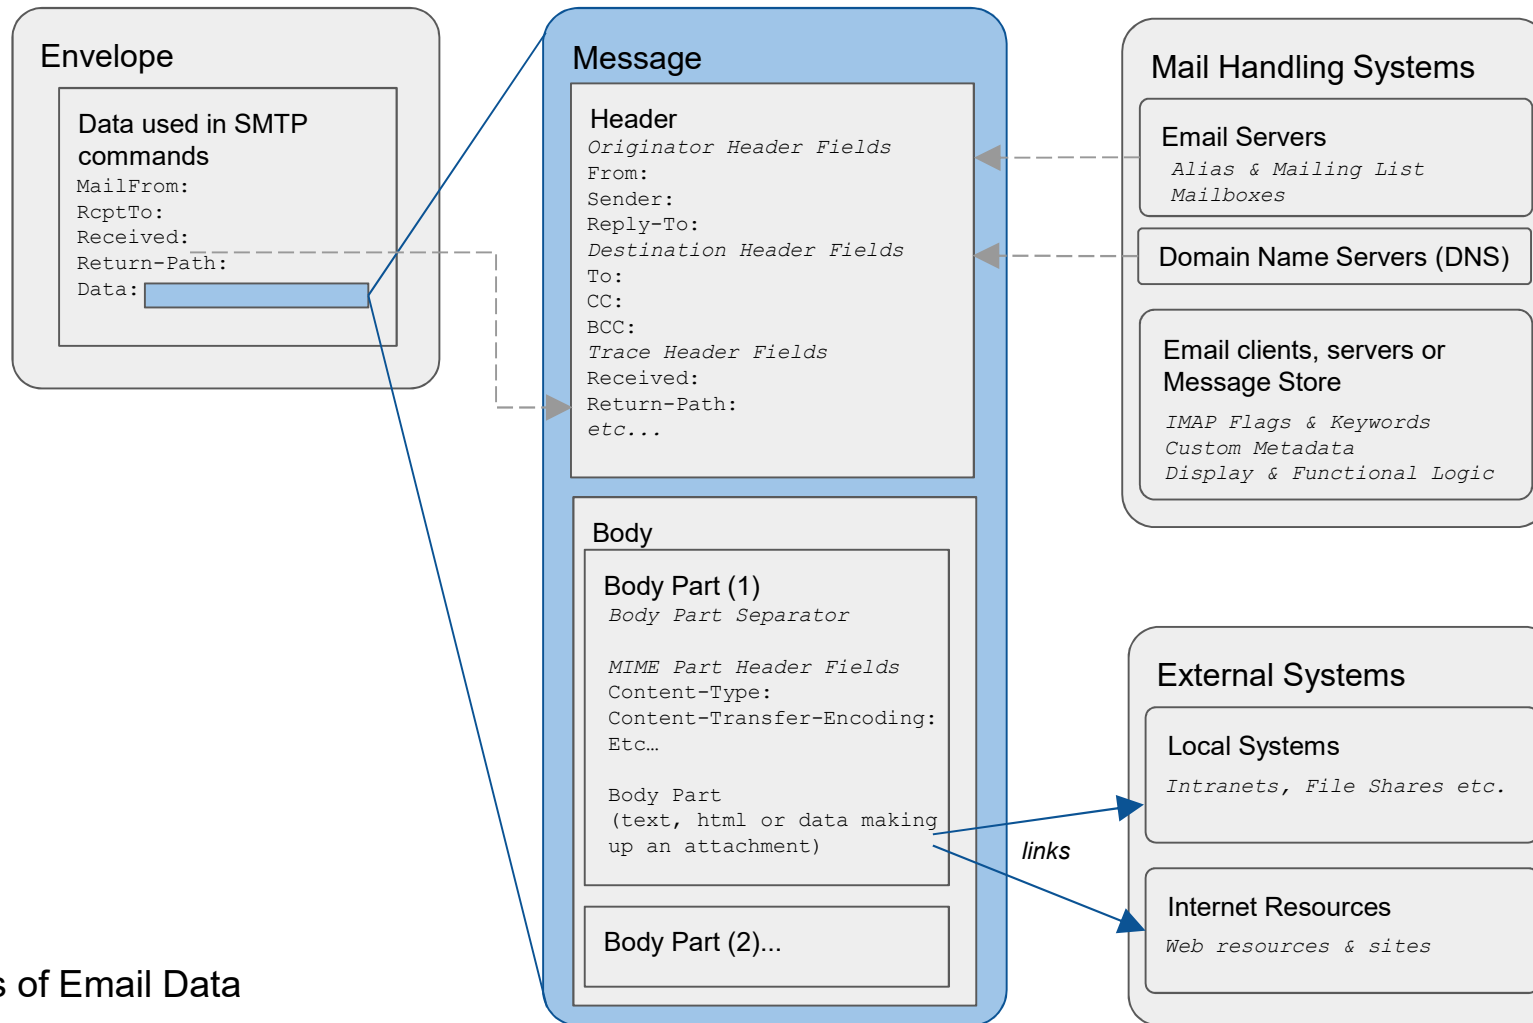 Envelope
Data used in SMTP
commands
MailFrom:
RcptTo:
Received:
Return-Path:
Data:
Message
Header
Originator Header Fields
From:
Sender:
Reply-To:
Destination Header Fields
To:
CC:
BCC:
Trace Header Fields
Received:
Return-Path:
etc...
Body
Body Part (1)
Body Part Separator
MIME Part Header Fields
Content-Type:
Content-Transfer-Encoding:
Etc…
Body Part
(text, html or data making
up an attachment)
Body Part (2)...
links
Mail Handling Systems
Email Servers
Alias & Mailing List
Mailboxes
Domain Name Servers (DNS)
Email clients, servers or
Message Store
IMAP Flags & Keywords
Custom Metadata
Display & Functional Logic
External Systems
Local Systems
Intranets, File Shares etc.
Internet Resources
Web resources & sites
of Email Data